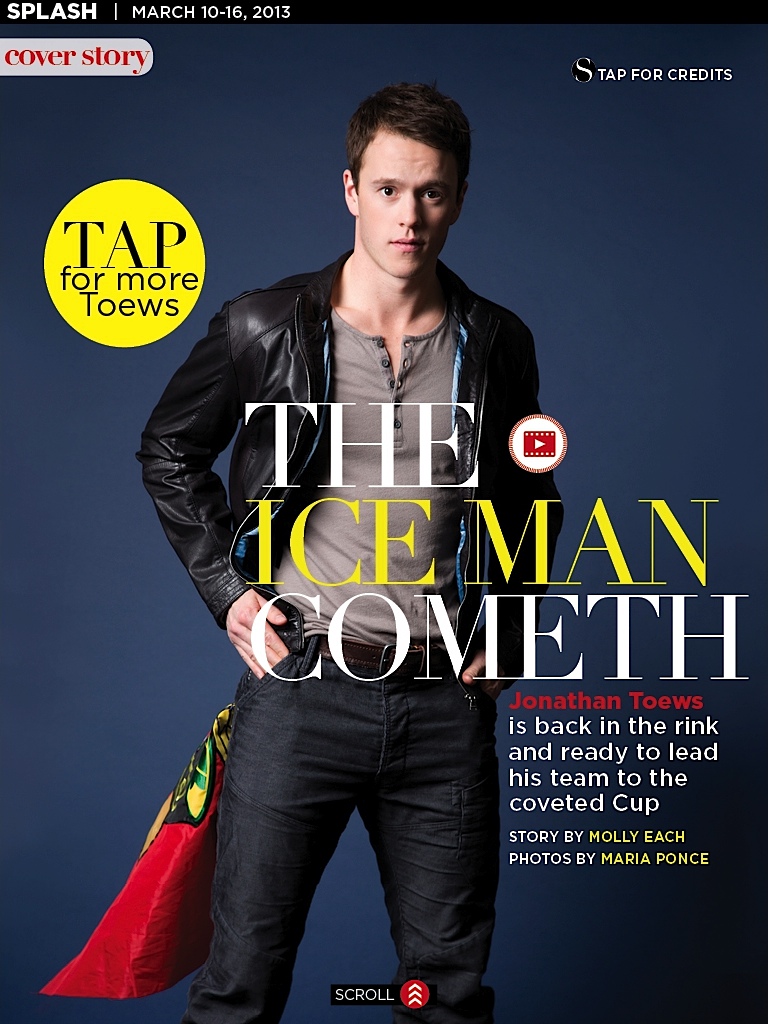 SPLASH | MARCH 10-16, 2013
cover story
S TAP FOR CREDITS
TAP
for more
Toews
THE
ICE MAN
COMETH
Jonathan Toews
is back in the rink
and ready to lead
his team to the
coveted Cup
STORY BY MOLLY EACH
PHOTOS BY MARIA PONCE
SCROLL